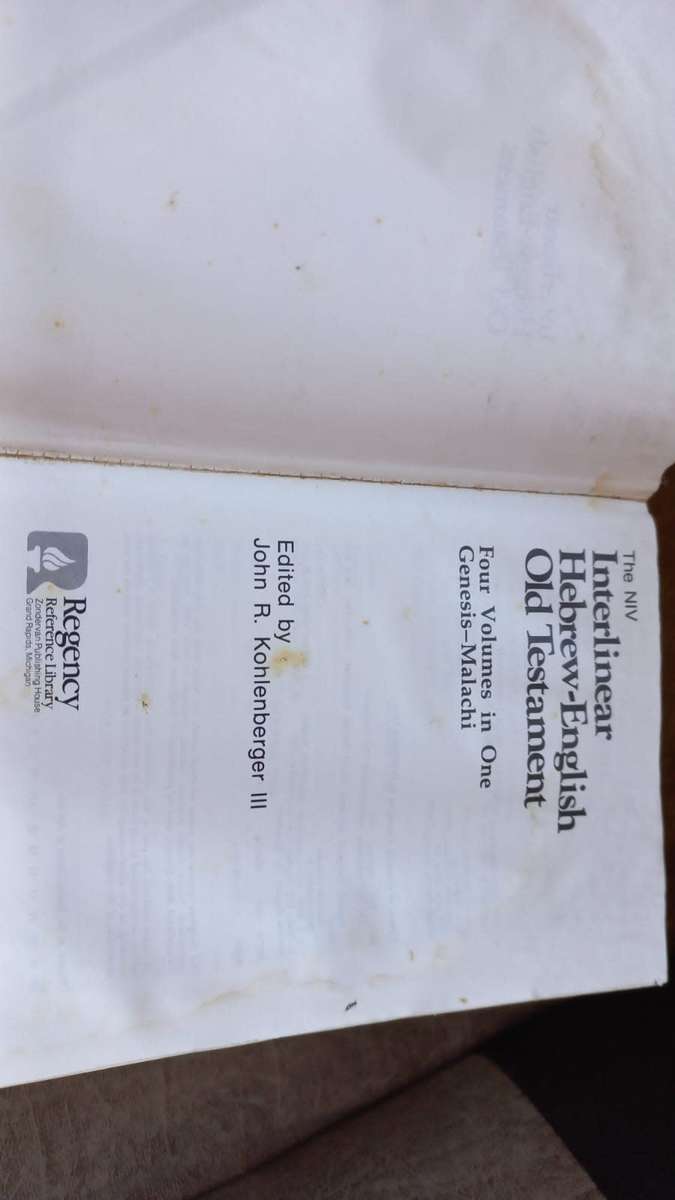 The NIV
Interlinear
Hebrew-English
Old Testament
Four Volumes in One
Genesis–Malachi
Edited by
John R. Kohlenberger III
Regency
Reference Library
Zondervan Publishing House
Grand Rapids, Michigan